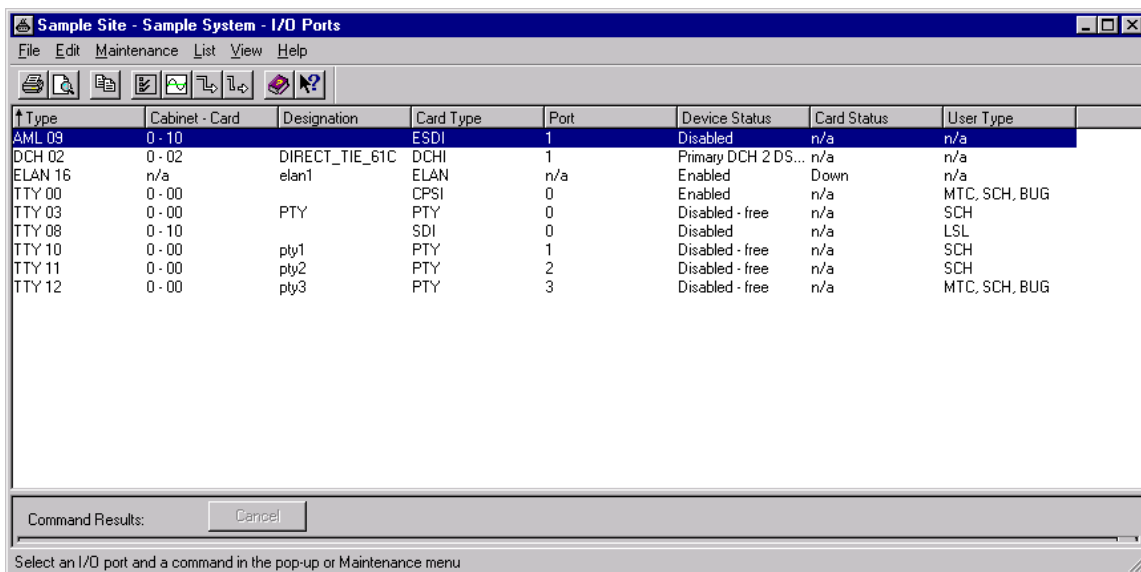 Sample Site - Sample System - I/O Ports
File Edit Maintenance List View Help
Type Cabinet - Card Designation Card Type Port Device Status Card Status User Type
AML 09 0 - 10 ESDI 1 Disabled n/a n/a
DCH 02 0 - 02 DIRECT_TIE_61C DCHI 1 Primary DCH 2 DS... n/a n/a
ELAN 16 n/a elan1 ELAN n/a Enabled Down n/a
TTY 00 0 - 00 CPSI 0 Enabled n/a MTC, SCH, BUG
TTY 03 0 - 00 PTY PTY 0 Disabled - free n/a SCH
TTY 08 0 - 10 SDI 0 Disabled n/a LSL
TTY 10 0 - 00 pty1 PTY 1 Disabled - free n/a SCH
TTY 11 0 - 00 pty2 PTY 2 Disabled - free n/a SCH
TTY 12 0 - 00 pty3 PTY 3 Disabled - free n/a MTC, SCH, BUG
Command Results: Cancel
Select an I/O port and a command in the pop-up or Maintenance menu